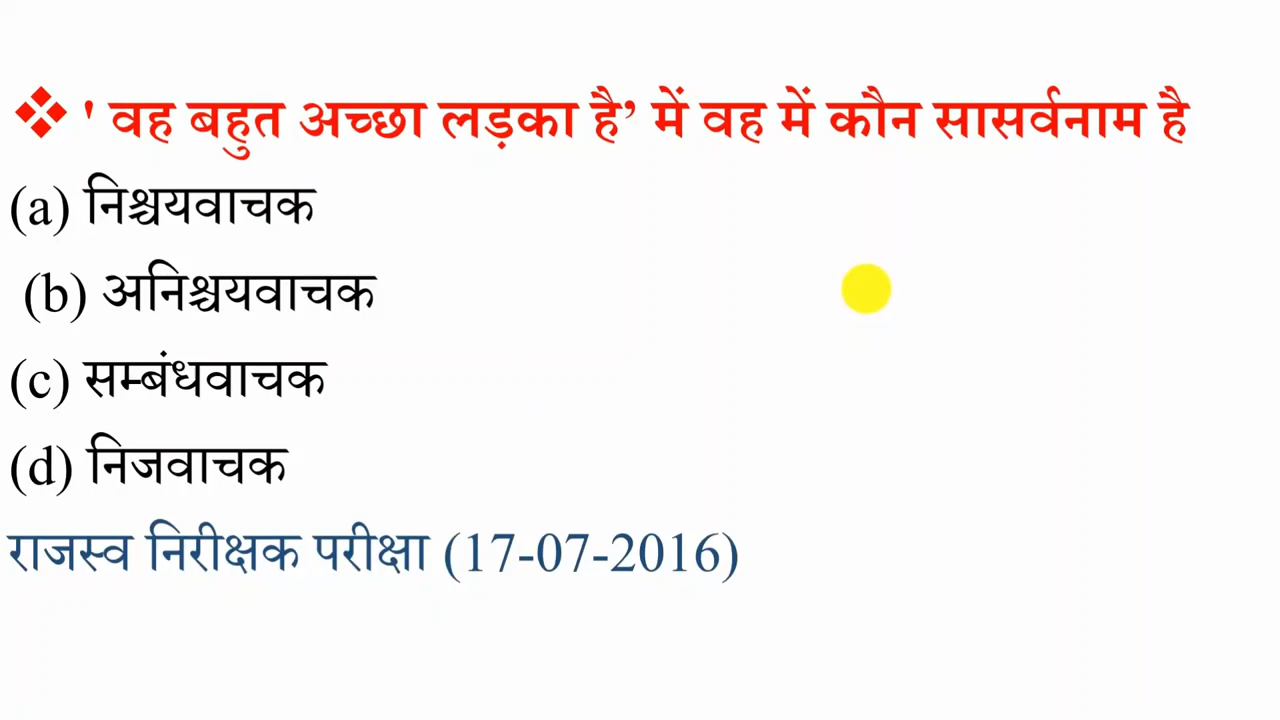 ❖ ' वह बहुत अच्छा लड़का है’ में वह में कौन सासर्वनाम है
(a) निश्चयवाचक
(b) अनिश्चयवाचक
(c) सम्बंधवाचक
(d) निजवाचक
राजस्व निरीक्षक परीक्षा (17-07-2016)